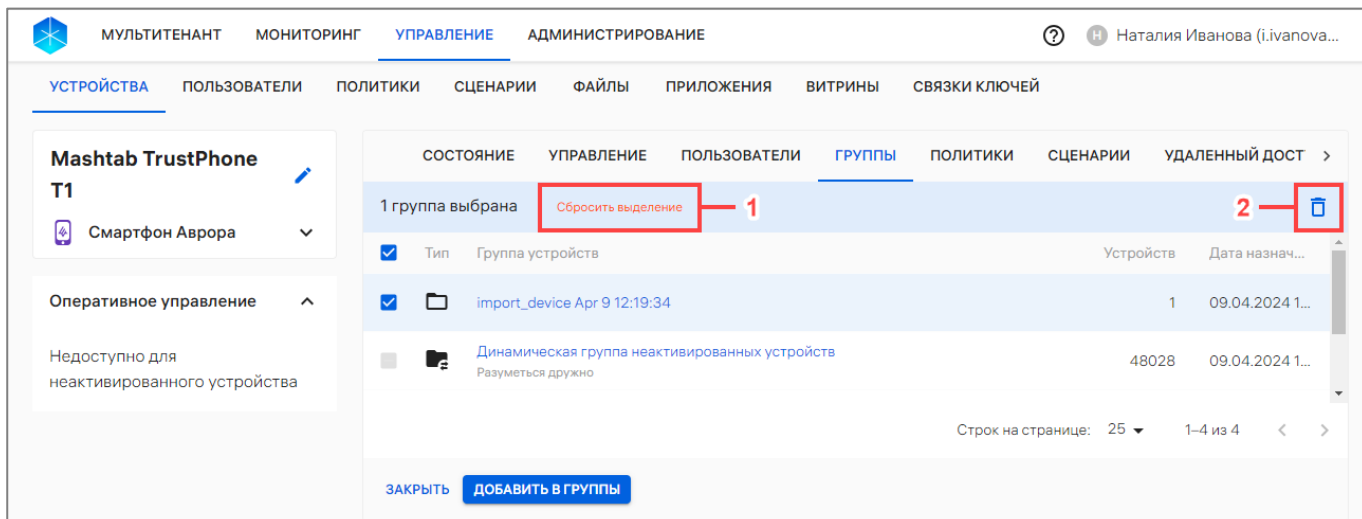 МУЛЬТИТЕНАНТ МОНИТОРИНГ УПРАВЛЕНИЕ АДМИНИСТРИРОВАНИЕ ? Н Наталия Иванова (i.ivanova...
УСТРОЙСТВА ПОЛЬЗОВАТЕЛИ ПОЛИТИКИ СЦЕНАРИИ ФАЙЛЫ ПРИЛОЖЕНИЯ ВИТРИНЫ СВЯЗКИ КЛЮЧЕЙ
Mashtab TrustPhone
T1
Смартфон Аврора
Оперативное управление
Недоступно для
неактивированного устройства
СОСТОЯНИЕ УПРАВЛЕНИЕ ПОЛЬЗОВАТЕЛИ ГРУППЫ ПОЛИТИКИ СЦЕНАРИИ УДАЛЕННЫЙ ДОСТ
1 группа выбрана Сбросить выделение 1 2
Тип Группа устройств Устройств Дата назнач...
import_device Apr 9 12:19:34 1 09.04.2024 1...
Динамическая группа неактивированных устройств 48028 09.04.2024 1...
Разуметься дружно
Строк на странице: 25 1–4 из 4
ЗАКРЫТЬ ДОБАВИТЬ В ГРУППЫ